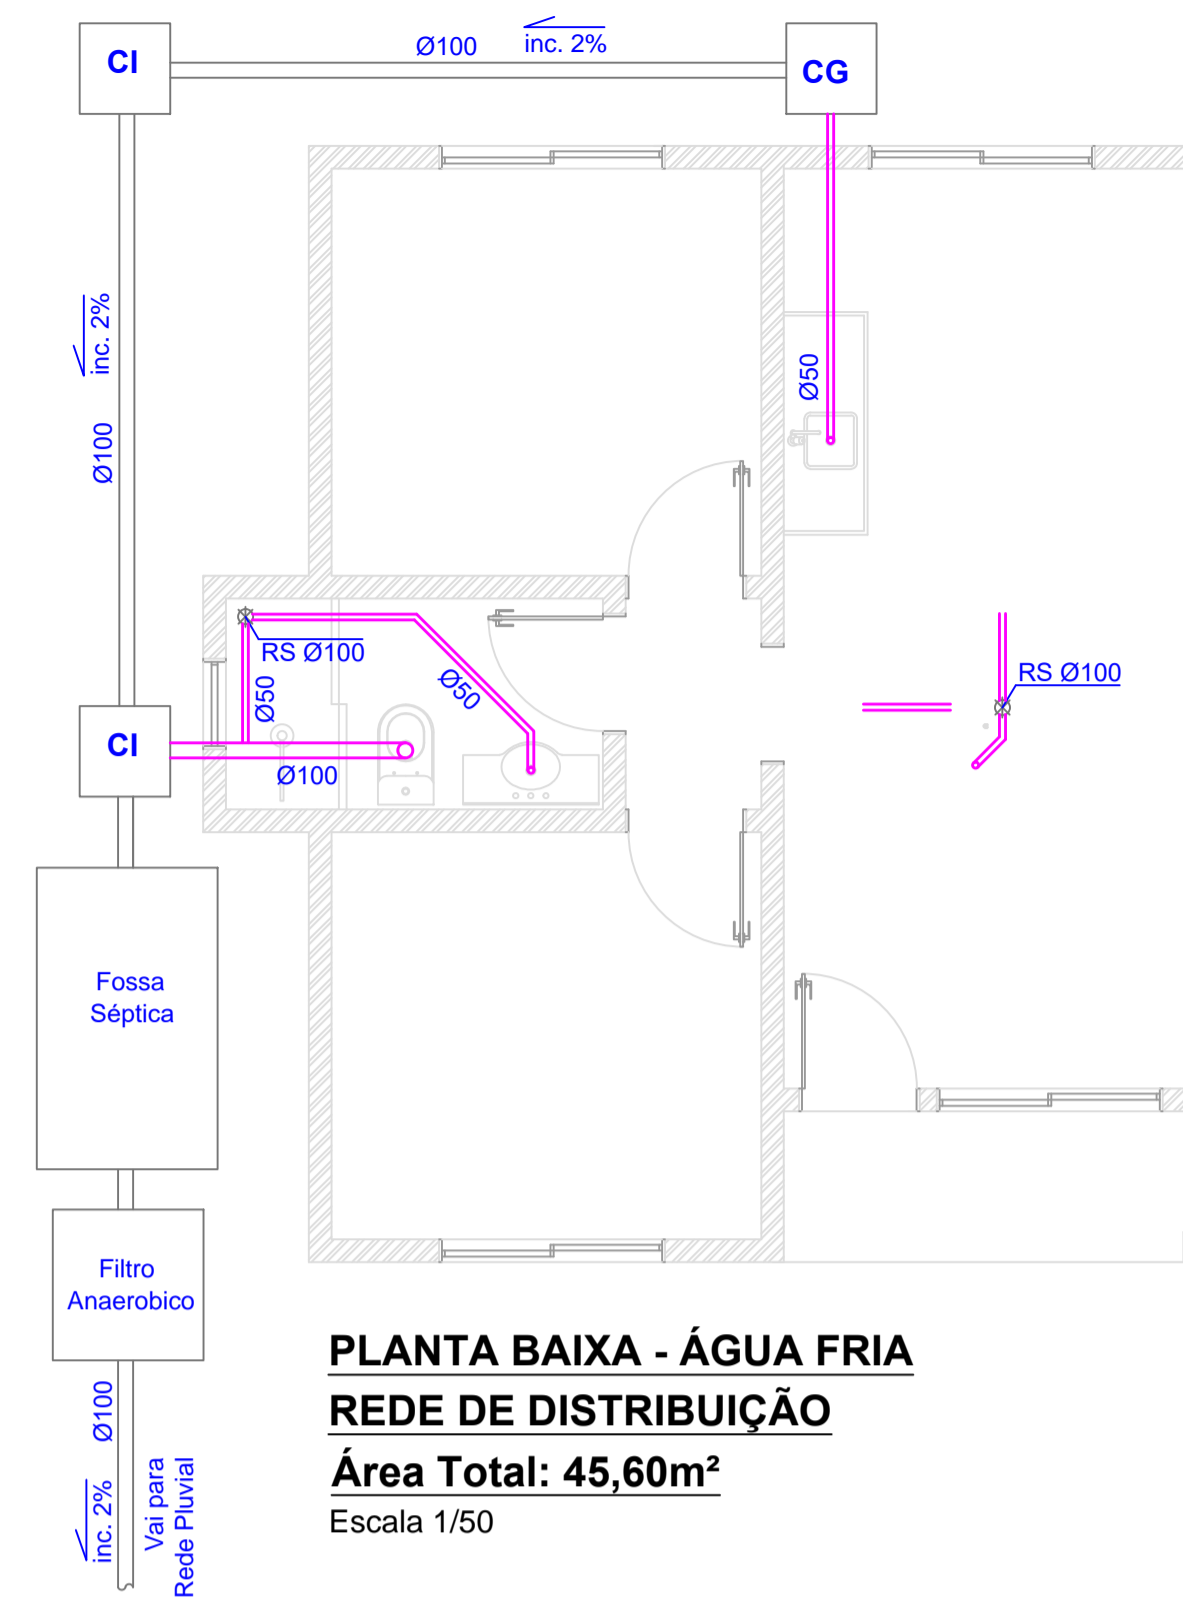 CI
Ø100
inc. 2%
CG
inc. 2%
Ø100
Ø50
RS Ø100
Ø50
Ø50
RS Ø100
CI
Ø100
Fossa
Séptica
Filtro
Anaerobico
Ø100
inc. 2%
Vai para
Rede Pluvial
PLANTA BAIXA - ÁGUA FRIA
REDE DE DISTRIBUIÇÃO
Área Total: 45,60m²
Escala 1/50